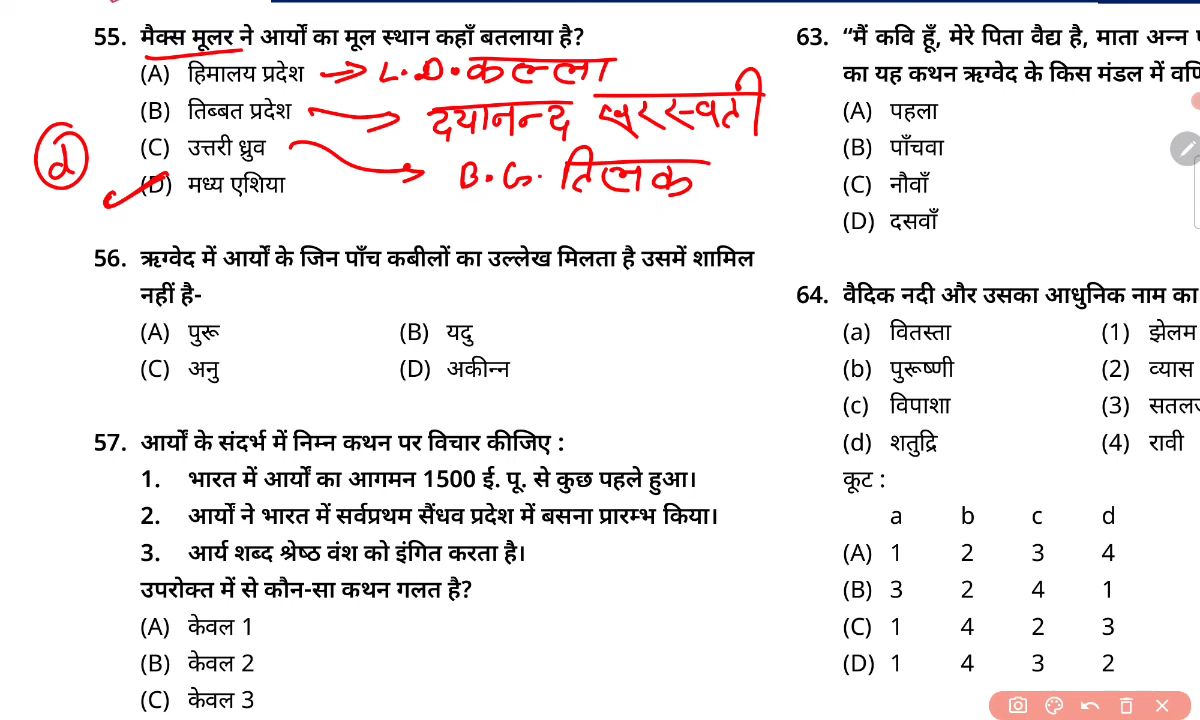 55. मैक्स मूलर ने आर्यों का मूल स्थान कहाँ बतलाया है?
(A) हिमालय प्रदेश → L.D. कल्ला
(B) तिब्बत प्रदेश → दयानन्द सरस्वती
(C) उत्तरी ध्रुव → B.G. तिलक
(D) मध्य एशिया
d
56. ऋग्वेद में आर्यों के जिन पाँच कबीलों का उल्लेख मिलता है उसमें शामिल
नहीं है-
(A) पुरू (B) यदु
(C) अनु (D) अकीन्न
57. आर्यों के संदर्भ में निम्न कथन पर विचार कीजिए :
1. भारत में आर्यों का आगमन 1500 ई. पू. से कुछ पहले हुआ।
2. आर्यों ने भारत में सर्वप्रथम सैंधव प्रदेश में बसना प्रारम्भ किया।
3. आर्य शब्द श्रेष्ठ वंश को इंगित करता है।
उपरोक्त में से कौन-सा कथन गलत है?
(A) केवल 1
(B) केवल 2
(C) केवल 3
63. “मैं कवि हूँ, मेरे पिता वैद्य है, माता अन्न
का यह कथन ऋग्वेद के किस मंडल में
(A) पहला
(B) पाँचवा
(C) नौवाँ
(D) दसवाँ
64. वैदिक नदी और उसका आधुनिक नाम का
(a) वितस्ता (1) झेलम
(b) पुरूष्णी (2) व्यास
(c) विपाशा (3)
(d) शतुद्रि (4) रावी
कूट :
a b c d
(A) 1 2 3 4
(B) 3 2 4 1
(C) 1 4 2 3
(D) 1 4 3 2